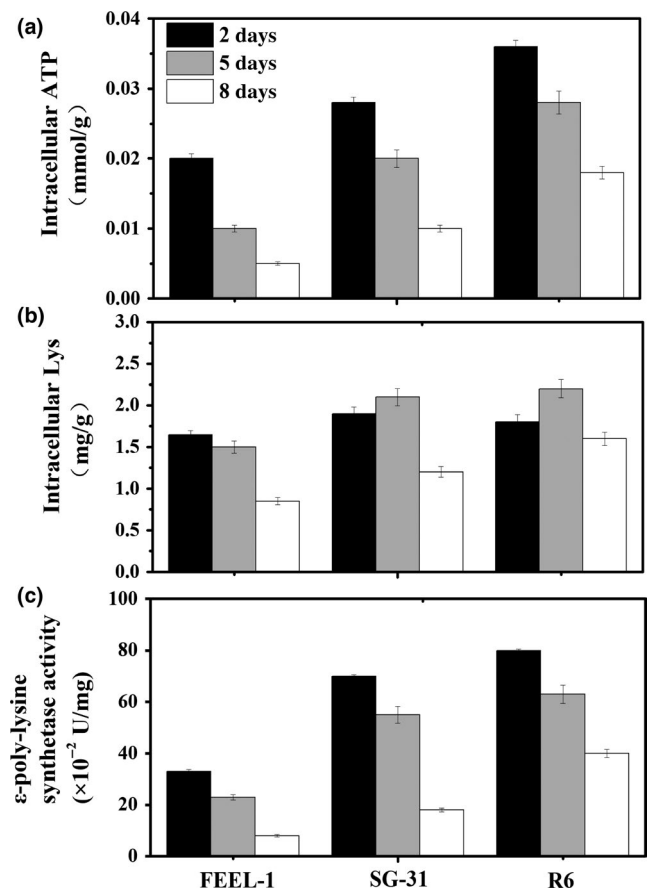 (a)
2 days
5 days
8 days
Intracellular ATP
(mmol/g)
0.04
0.03
0.02
0.01
0.00
(b)
Intracellular Lys
(mg/g)
3.0
2.5
2.0
1.5
1.0
0.5
0.0
(c)
ε-poly-lysine
synthetase activity
(×10⁻² U/mg)
100
80
60
40
20
0
FEEL-1 SG-31 R6